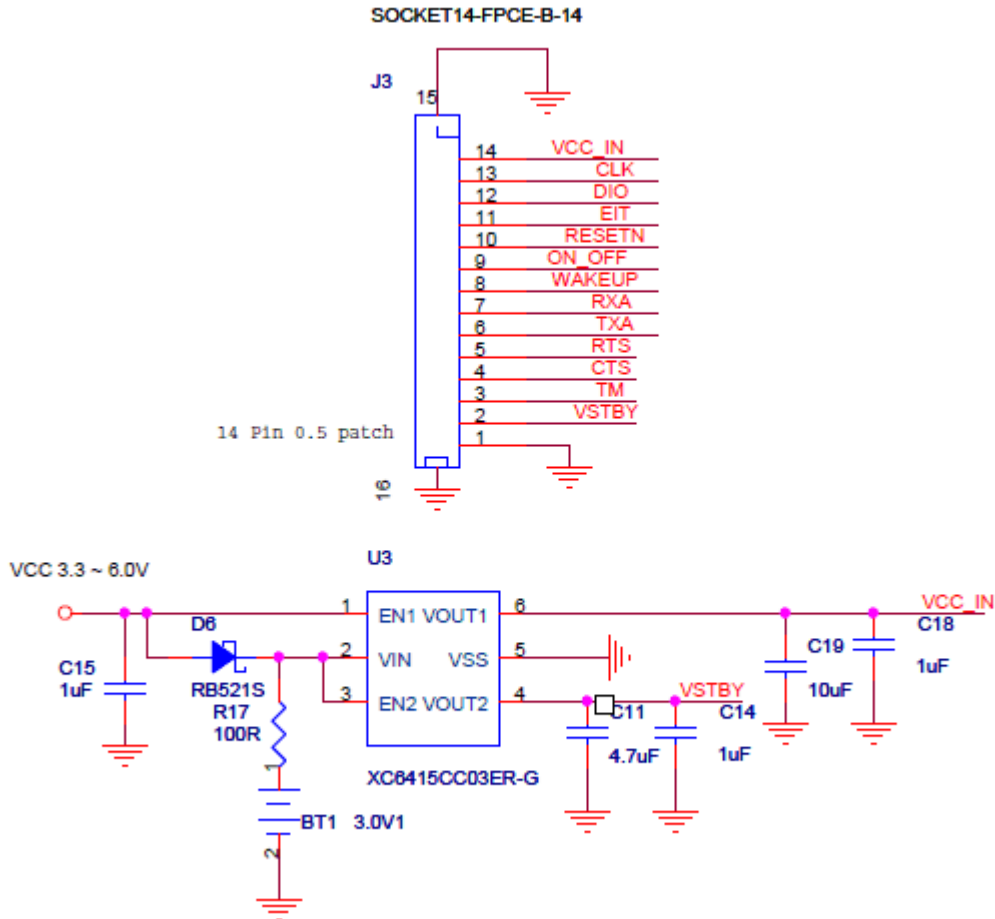 SOCKET14-FPCE-B-14
J3
15
14 VCC_IN
13 CLK
12 DIO
11 EIT
10 RESETN
9 ON_OFF
8 WAKEUP
7 RXA
6 TXA
5 RTS
4 CTS
3 TM
2 VSTBY
1
14 Pin 0.5 patch
16
U3
VCC 3.3 ~ 6.0V
1 EN1 VOUT1 6
VCC_IN
D6
C18
2 VIN VSS 5
C19
C15
1uF
1uF
RB521S
10uF
3 EN2 VOUT2 4
VSTBY
R17
100R
C11
C14
4.7uF
1uF
XC6415CC03ER-G
1
BT1 3.0V1
2